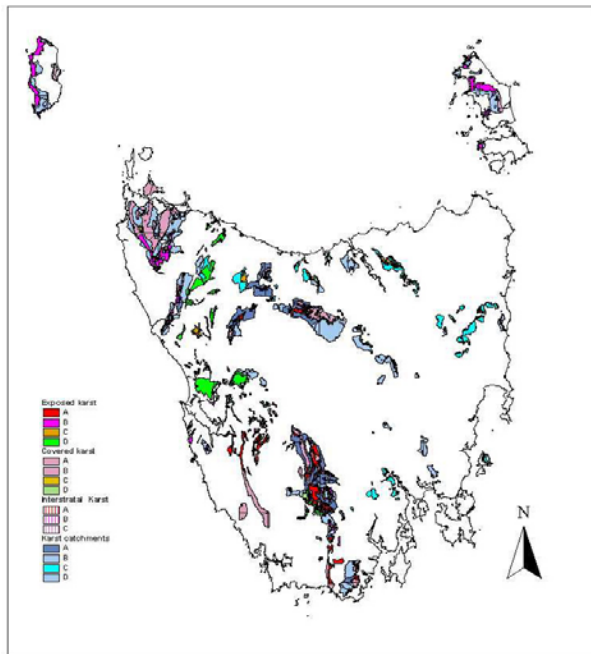 Exposed karst
A
B
C
D
Covered karst
A
B
C
D
Interstratal Karst
A
B
C
Karst catchments
A
B
C
D
N